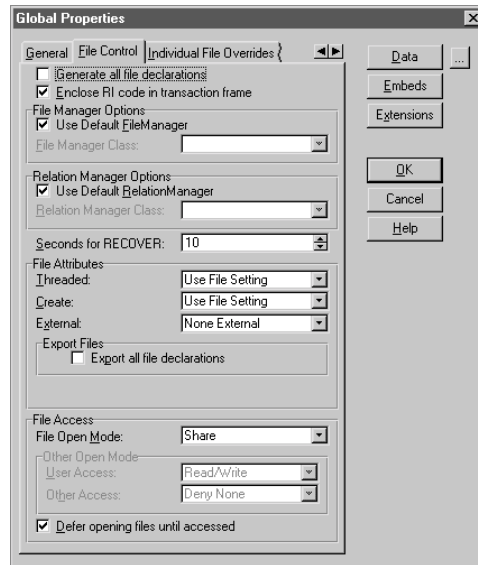 Global Properties
General File Control Individual File Overrides
Data ...
Generate all file declarations
Embeds
Enclose RI code in transaction frame
File Manager Options
Extensions
Use Default FileManager
File Manager Class:
OK
Relation Manager Options
Use Default RelationManager
Cancel
Relation Manager Class:
Help
Seconds for RECOVER: 10
File Attributes
Threaded: Use File Setting
Create: Use File Setting
External: None External
Export Files
Export all file declarations
File Access
File Open Mode: Share
Other Open Mode
User Access: Read/Write
Other Access: Deny None
Defer opening files until accessed